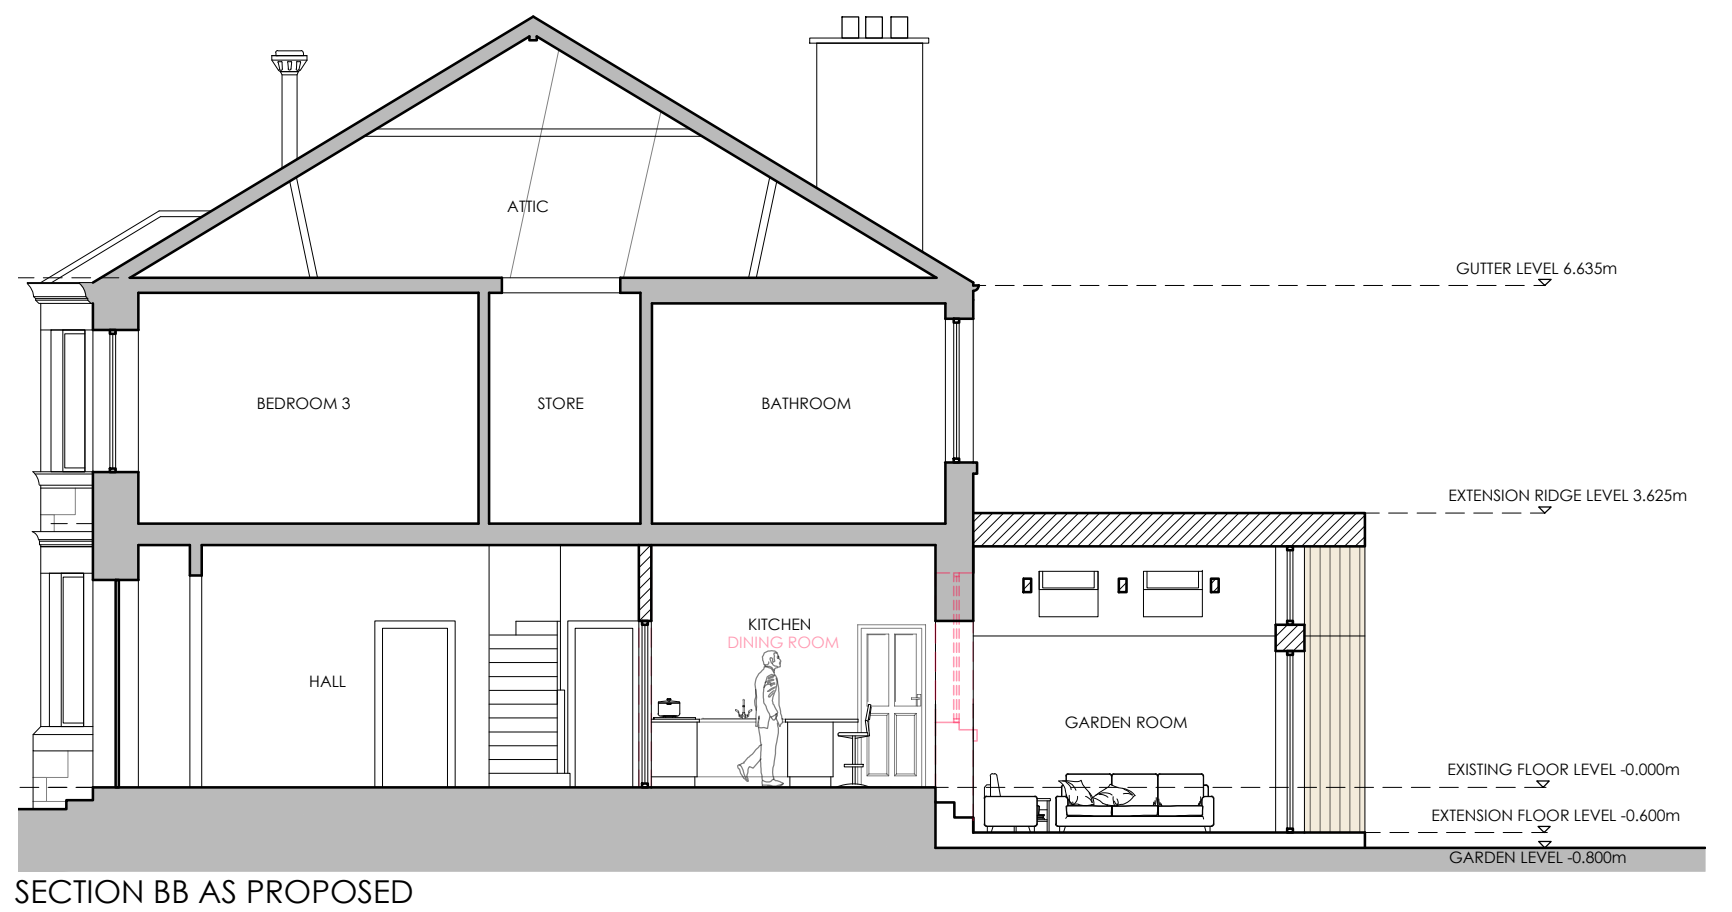 ATTIC
GUTTER LEVEL 6.635m
BEDROOM 3
STORE
BATHROOM
EXTENSION RIDGE LEVEL 3.625m
KITCHEN
DINING ROOM
HALL
GARDEN ROOM
EXISTING FLOOR LEVEL -0.000m
EXTENSION FLOOR LEVEL -0.600m
GARDEN LEVEL -0.800m
SECTION BB AS PROPOSED